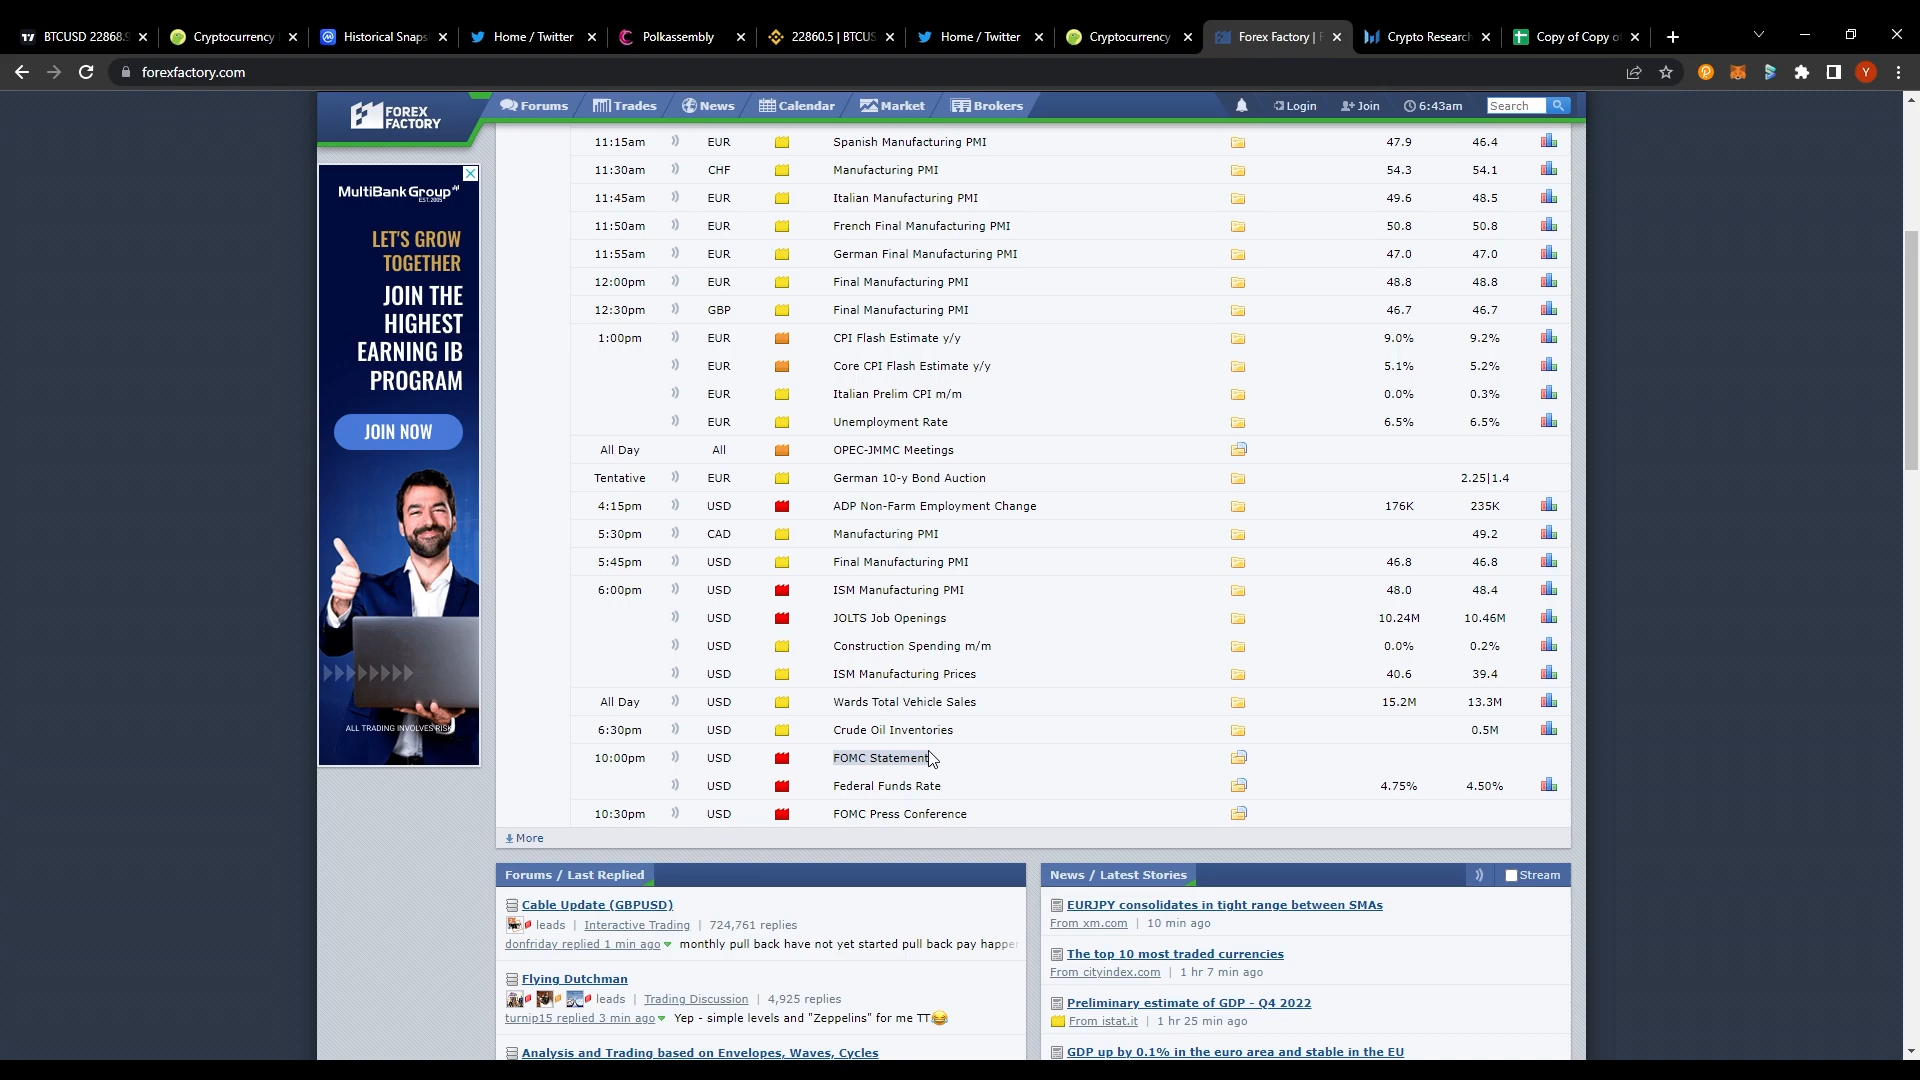 BTCUSD 22868.9
Cryptocurrency
Historical Snaps
Home / Twitter
Polkassembly
22860.5 | BTCUS
Home / Twitter
Cryptocurrency
Forex Factory | F
Crypto Research
Copy of Copy o
forexfactory.com
Y
FOREX
FACTORY
Forums
Trades
News
Calendar
Market
Brokers
Login
Join
6:43am
Search
11:15am EUR Spanish Manufacturing PMI 47.9 46.4
11:30am CHF Manufacturing PMI 54.3 54.1
11:45am EUR Italian Manufacturing PMI 49.6 48.5
11:50am EUR French Final Manufacturing PMI 50.8 50.8
11:55am EUR German Final Manufacturing PMI 47.0 47.0
12:00pm EUR Final Manufacturing PMI 48.8 48.8
12:30pm GBP Final Manufacturing PMI 46.7 46.7
1:00pm EUR CPI Flash Estimate y/y 9.0% 9.2%
EUR Core CPI Flash Estimate y/y 5.1% 5.2%
EUR Italian Prelim CPI m/m 0.0% 0.3%
EUR Unemployment Rate 6.5% 6.5%
All Day All OPEC-JMMC Meetings
Tentative EUR German 10-y Bond Auction 2.25|1.4
4:15pm USD ADP Non-Farm Employment Change 176K 235K
5:30pm CAD Manufacturing PMI 49.2
5:45pm USD Final Manufacturing PMI 46.8 46.8
6:00pm USD ISM Manufacturing PMI 48.0 48.4
USD JOLTS Job Openings 10.24M 10.46M
USD Construction Spending m/m 0.0% 0.2%
USD ISM Manufacturing Prices 40.6 39.4
All Day USD Wards Total Vehicle Sales 15.2M 13.3M
6:30pm USD Crude Oil Inventories 0.5M
10:00pm USD FOMC Statement
USD Federal Funds Rate 4.75% 4.50%
10:30pm USD FOMC Press Conference
More
MultiBank Group
EST. 2005
LET'S GROW
TOGETHER
JOIN THE
HIGHEST
EARNING IB
PROGRAM
JOIN NOW
ALL TRADING INVOLVES RISK
Forums / Last Replied
Cable Update (GBPUSD)
leads | Interactive Trading | 724,761 replies
donfriday replied 1 min ago monthly pull back have not yet started pull back pay happe
Flying Dutchman
leads | Trading Discussion | 4,925 replies
turnip15 replied 3 min ago Yep - simple levels and "Zeppelins" for me TT😂
Analysis and Trading based on Envelopes, Waves, Cycles
News / Latest Stories
Stream
EURJPY consolidates in tight range between SMAs
From xm.com | 10 min ago
The top 10 most traded currencies
From cityindex.com | 1 hr 7 min ago
Preliminary estimate of GDP - Q4 2022
From istat.it | 1 hr 25 min ago
GDP up by 0.1% in the euro area and stable in the EU